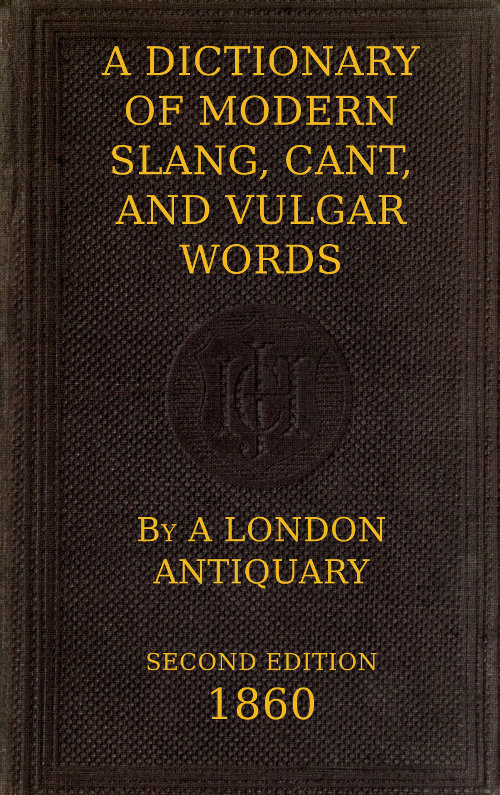 A DICTIONARY
OF MODERN
SLANG, CANT,
AND VULGAR
WORDS
JCH
By A LONDON
ANTIQUARY
SECOND EDITION
1860